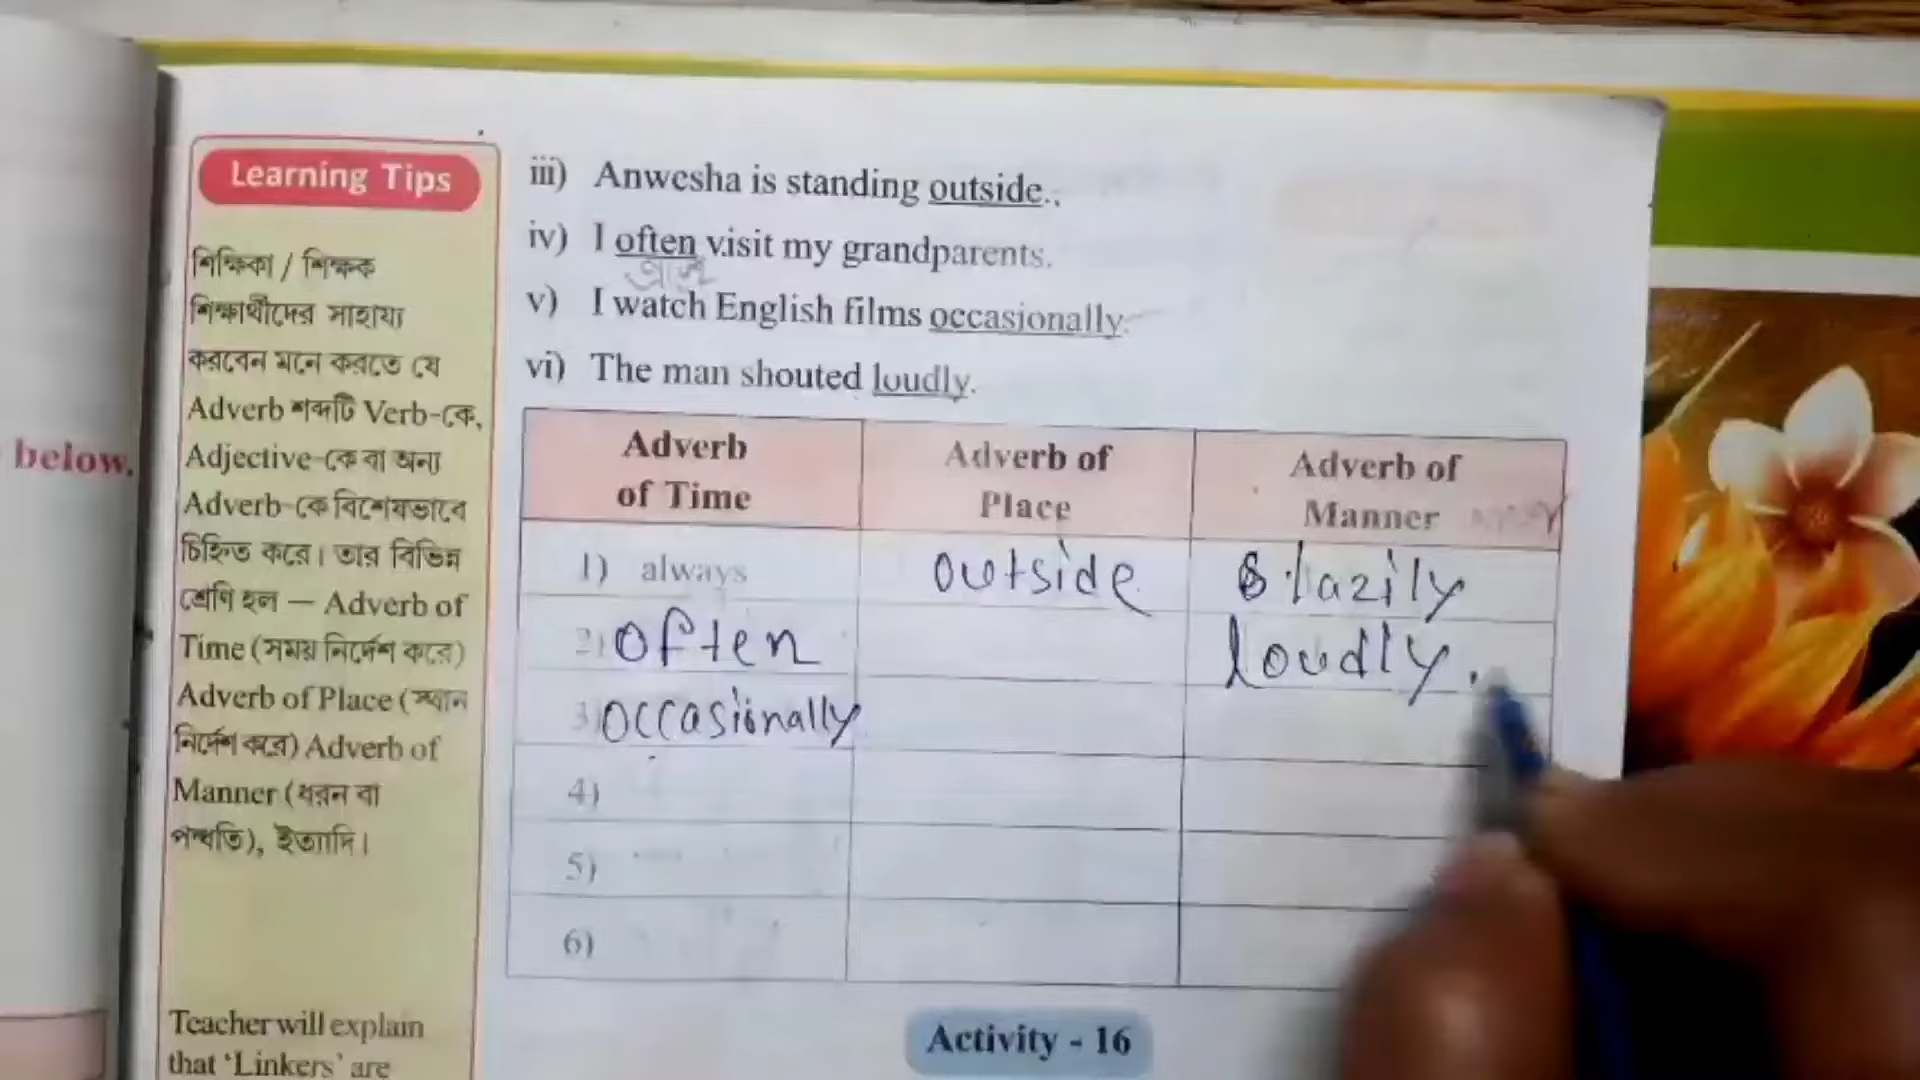 Learning Tips
শিক্ষিকা / শিক্ষক
শিক্ষার্থীদের সাহায্য
করবেন মনে করতে যে
Adverb শব্দটি Verb-কে,
Adjective-কে বা অন্য
Adverb-কে বিশেষভাবে
চিহ্নিত করে। তার বিভিন্ন
শ্রেণি হল — Adverb of
Time (সময় নির্দেশ করে)
Adverb of Place (স্থান
নির্দেশ করে) Adverb of
Manner (ধরন বা
পদ্ধতি), ইত্যাদি।
Teacher will explain
that ‘Linkers’ are
below.
iii) Anwesha is standing outside.
iv) I often visit my grandparents.
v) I watch English films occasionally.
vi) The man shouted loudly.
Adverb of Time
Adverb of Place
Adverb of Manner
1) always outside lazily
2) often loudly.
3) occasiinally
4)
5)
6)
Activity - 16